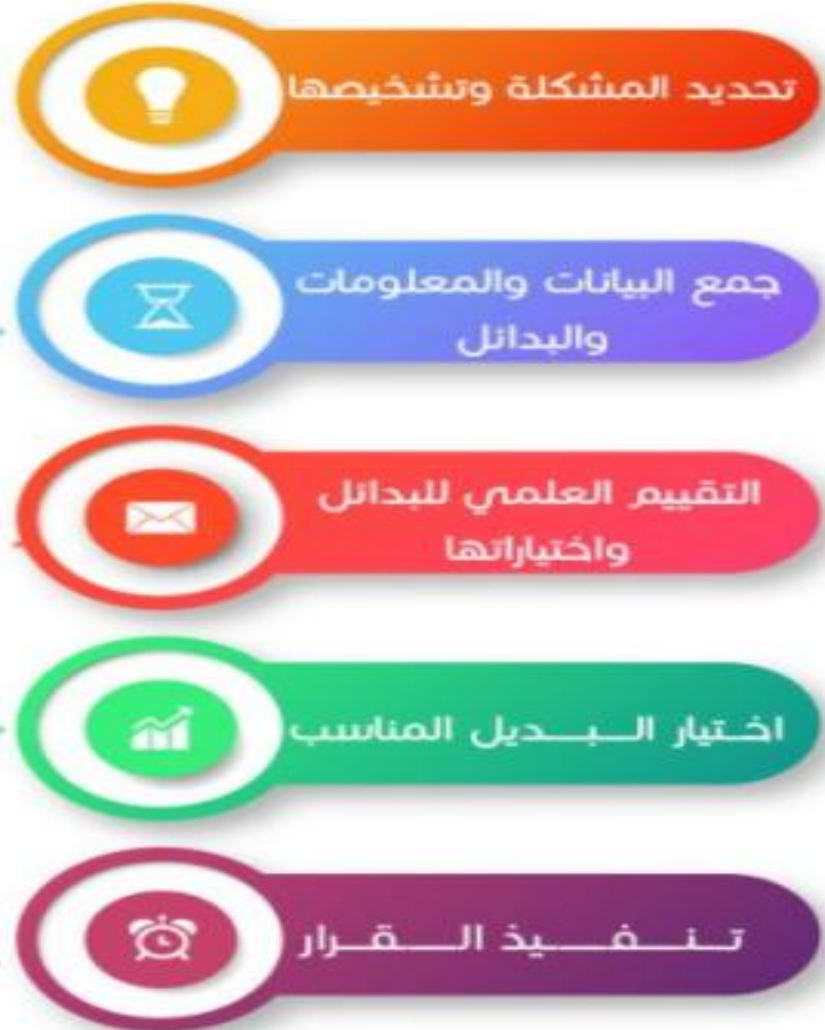 تحديد المشكلة وتشخيصها
جمع البيانات والمعلومات
والبدائل
التقييم العلمي للبدائل
واختياراتها
اختيار البديل المناسب
تنفيذ القرار